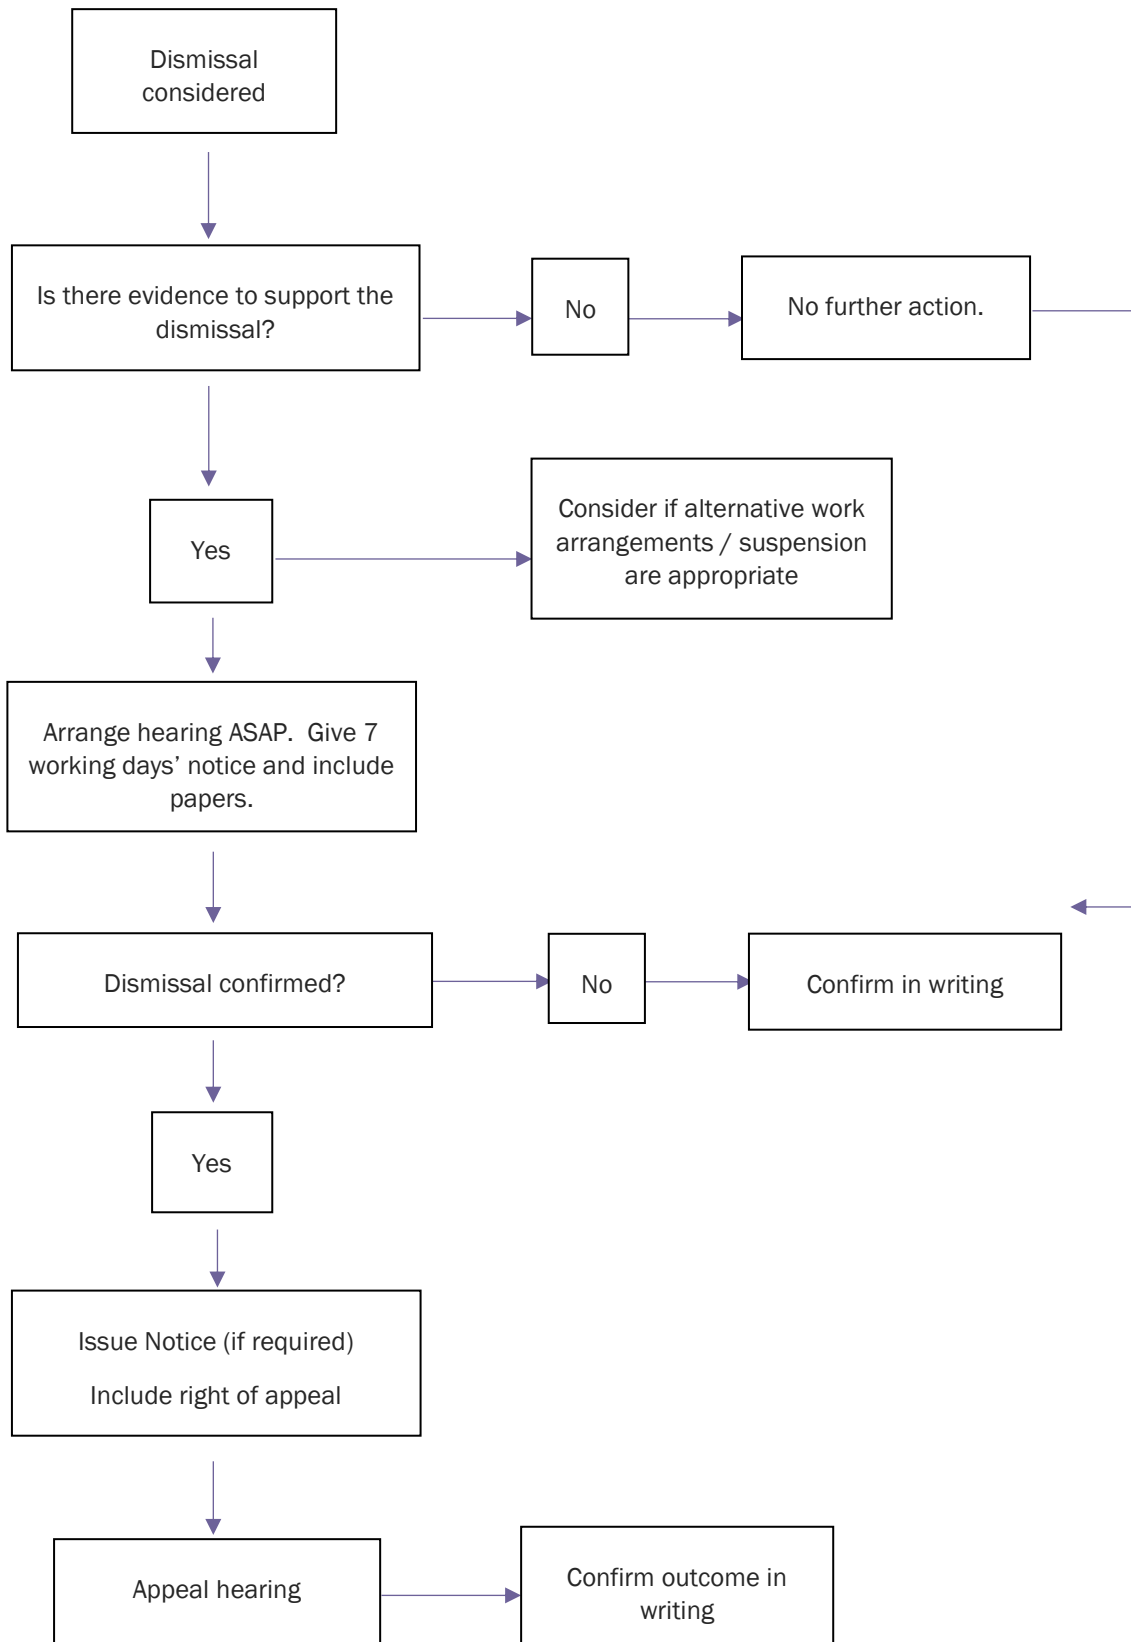 Dismissal
considered
Is there evidence to support the
dismissal?
No
No further action.
Yes
Consider if alternative work
arrangements / suspension
are appropriate
Arrange hearing ASAP.  Give 7
working days’ notice and include
papers.
Dismissal confirmed?
No
Confirm in writing
Yes
Issue Notice (if required)
Include right of appeal
Appeal hearing
Confirm outcome in
writing